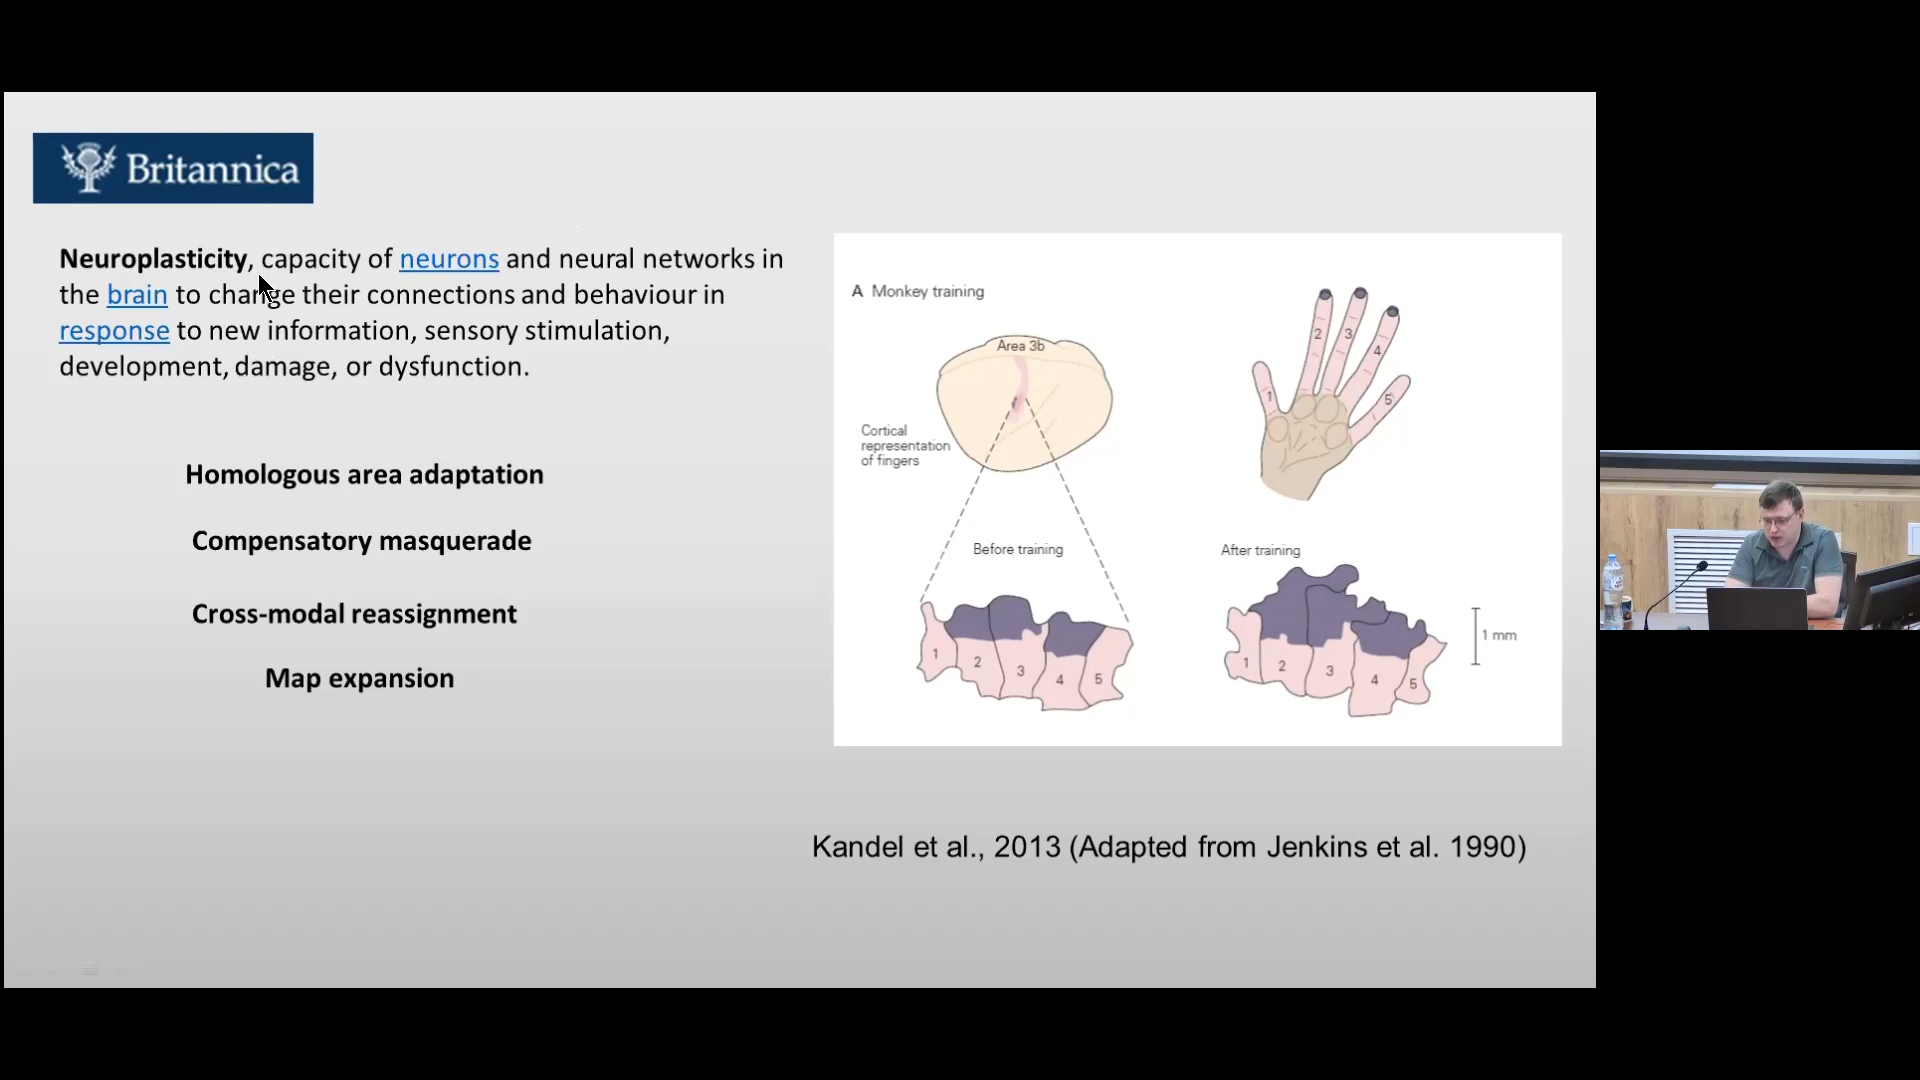 Britannica
Neuroplasticity, capacity of neurons and neural networks in
the brain to change their connections and behaviour in
response to new information, sensory stimulation,
development, damage, or dysfunction.
Homologous area adaptation
Compensatory masquerade
Cross-modal reassignment
Map expansion
A Monkey training
Area 3b
Cortical
representation
of fingers
1
2
3
4
5
Before training
1
2
3
4
5
After training
1
2
3
4
5
1 mm
Kandel et al., 2013 (Adapted from Jenkins et al. 1990)